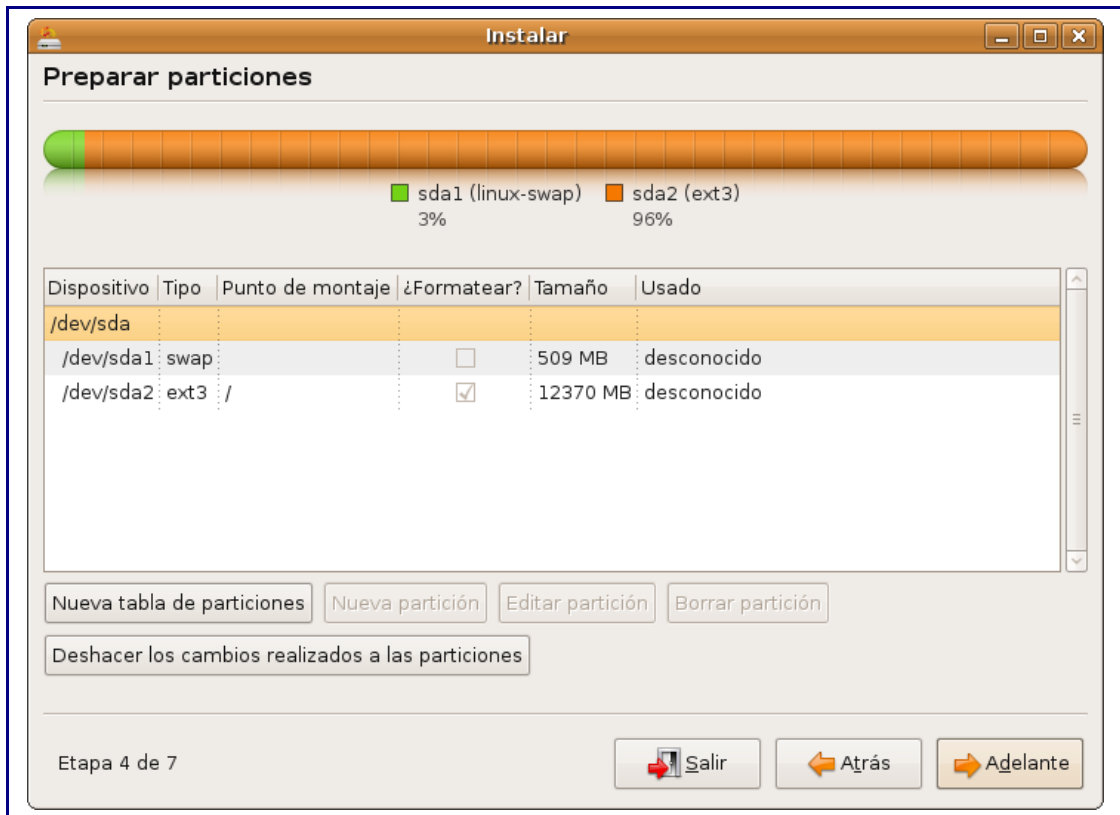 Instalar
Preparar particiones
sda1 (linux-swap) sda2 (ext3)
3% 96%
Dispositivo Tipo Punto de montaje ¿Formatear? Tamaño Usado
/dev/sda
/dev/sda1 swap 509 MB desconocido
/dev/sda2 ext3 / 12370 MB desconocido
Nueva tabla de particiones Nueva partición Editar partición Borrar partición
Deshacer los cambios realizados a las particiones
Etapa 4 de 7 Salir Atrás Adelante